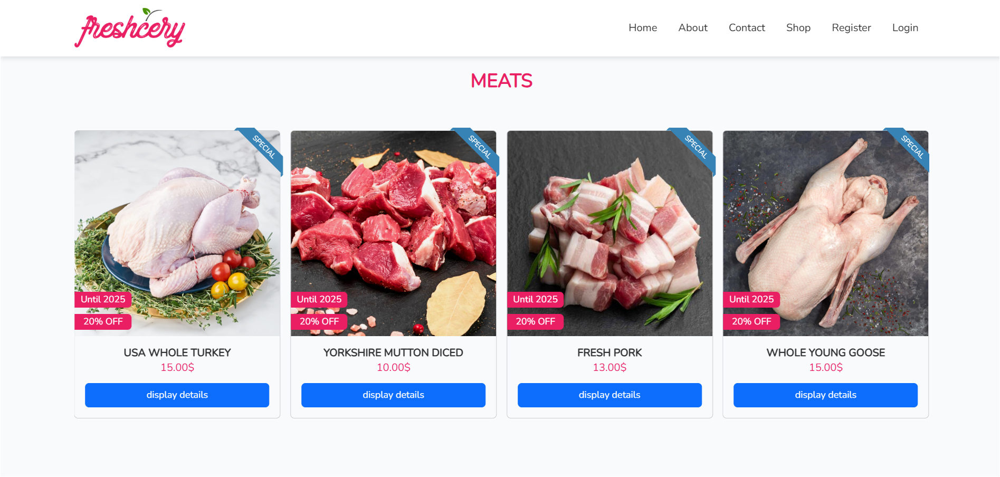 freshcery
Home About Contact Shop Register Login
MEATS
SPECIAL
Until 2025
20% OFF
USA WHOLE TURKEY
15.00$
display details
SPECIAL
Until 2025
20% OFF
YORKSHIRE MUTTON DICED
10.00$
display details
SPECIAL
Until 2025
20% OFF
FRESH PORK
13.00$
display details
SPECIAL
Until 2025
20% OFF
WHOLE YOUNG GOOSE
15.00$
display details